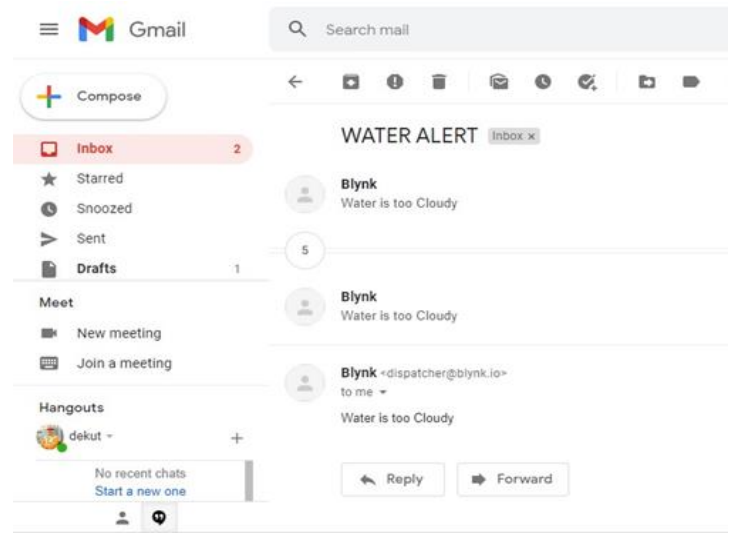 Gmail
Search mail
Compose
WATER ALERT Inbox x
Inbox 2
Starred
Snoozed
Sent
Drafts 1
Blynk
Water is too Cloudy
5
Blynk
Water is too Cloudy
Blynk <dispatcher@blynk.io>
to me
Water is too Cloudy
Reply Forward
Meet
New meeting
Join a meeting
Hangouts
dekut
No recent chats
Start a new one